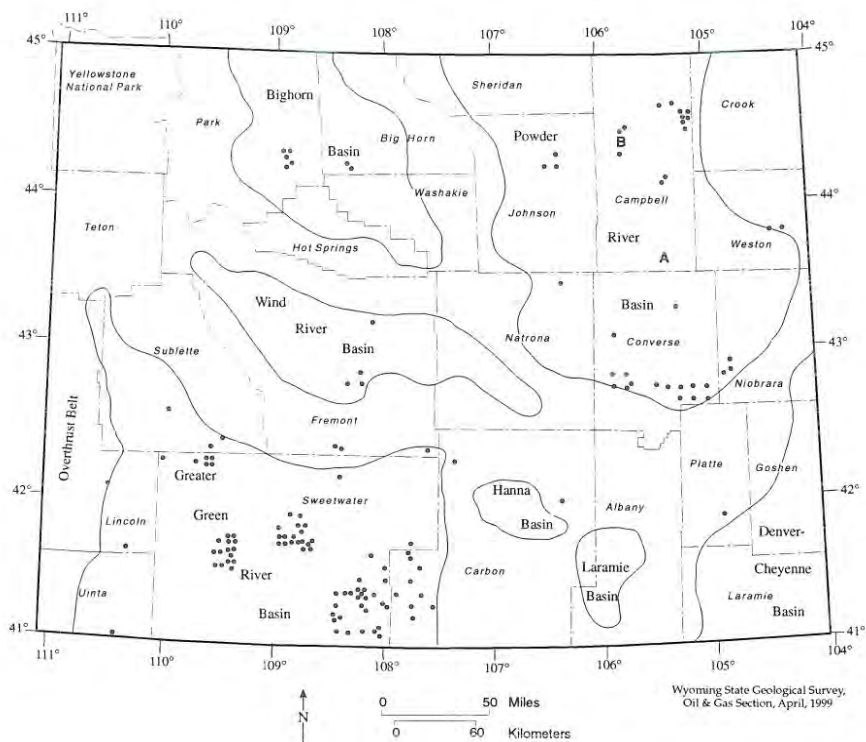 111° 110° 109° 108° 107° 106° 105° 104°
45° 45°
Yellowstone
National Park
Sheridan
Crook
Bighorn
Park
Big Horn
Powder
B
Basin
Washakie
44° 44°
Campbell
Johnson
Teton
River
Weston
Hot Springs
A
Wind
Basin
43° 43°
River
Natrona
Converse
Sublette
Basin
Niobrara
Fremont
Overthrust Belt
Platte
Goshen
Greater
42° 42°
Sweetwater
Hanna
Albany
Green
Basin
Lincoln
Denver-
Laramie
Cheyenne
River
Carbon
Uinta
Basin
Laramie
Basin
Basin
41° 41°
111° 110° 109° 108° 107° 106° 105° 104°
Wyoming State Geological Survey,
Oil & Gas Section, April, 1999
0 50 Miles
0 60 Kilometers
N